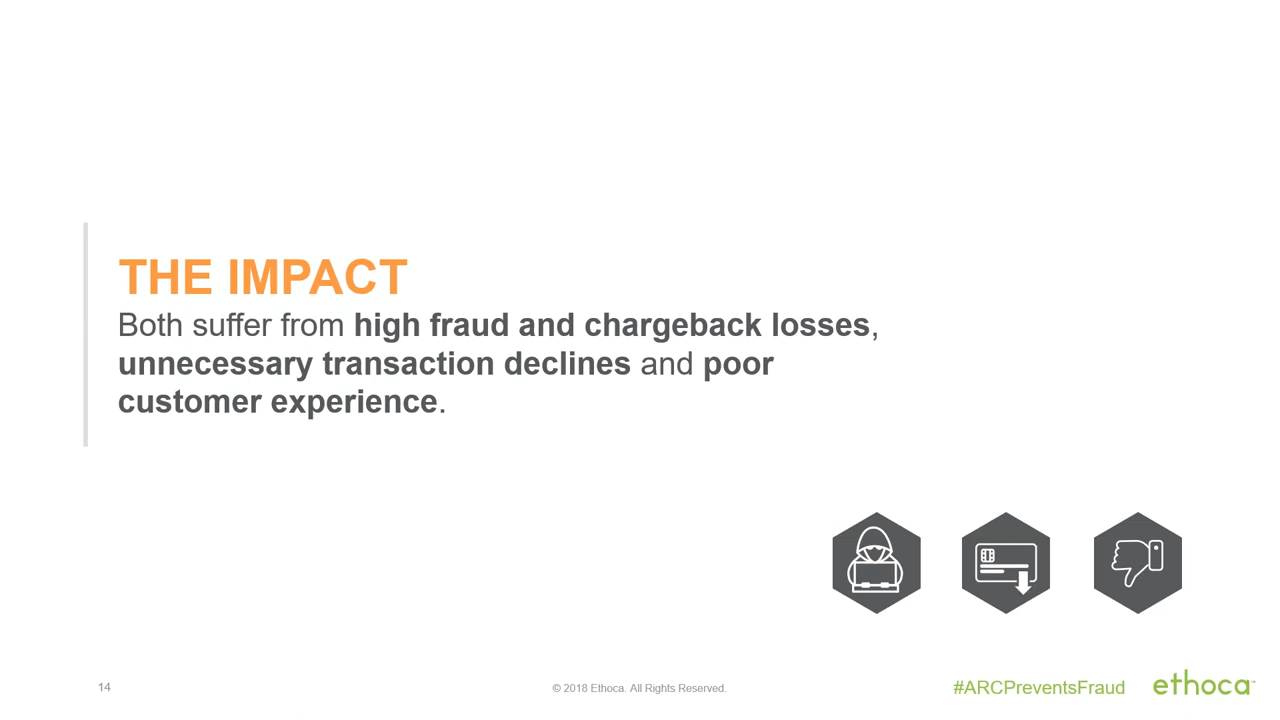 THE IMPACT
Both suffer from high fraud and chargeback losses,
unnecessary transaction declines and poor
customer experience.
14
© 2018 Ethoca. All Rights Reserved.
#ARCPreventsFraud
ethoca™